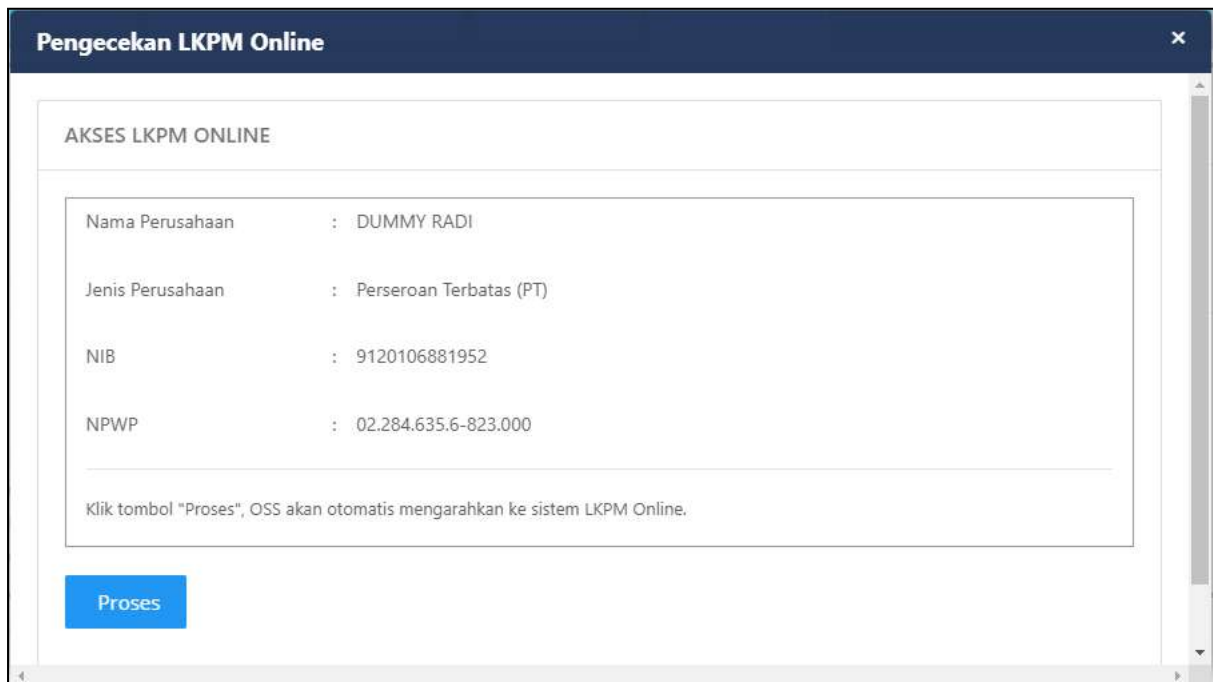 Pengecekan LKPM Online
×
AKSES LKPM ONLINE
Nama Perusahaan : DUMMY RADI
Jenis Perusahaan : Perseroan Terbatas (PT)
NIB : 9120106881952
NPWP : 02.284.635.6-823.000
Klik tombol "Proses", OSS akan otomatis mengarahkan ke sistem LKPM Online.
Proses